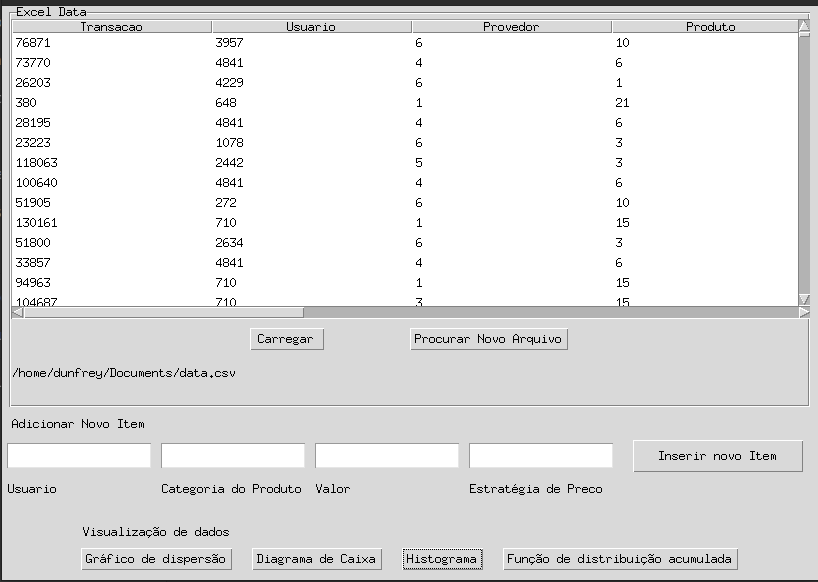 Excel Data
Transacao Usuario Provedor Produto
76871 3957 6 10
73770 4841 4 6
26203 4229 6 1
380 648 1 21
28195 4841 4 6
23223 1078 6 3
118063 2442 5 3
100640 4841 4 6
51905 272 6 10
130161 710 1 15
51800 2634 6 3
33857 4841 4 6
94963 710 1 15
104687 710 3 15
Carregar Procurar Novo Arquivo
/home/dunfrey/Documents/data.csv
Adicionar Novo Item
Inserir novo Item
Usuario Categoria do Produto Valor Estratégia de Preco
Visualização de dados
Gráfico de dispersão Diagrama de Caixa Histograma Função de distribuição acumulada